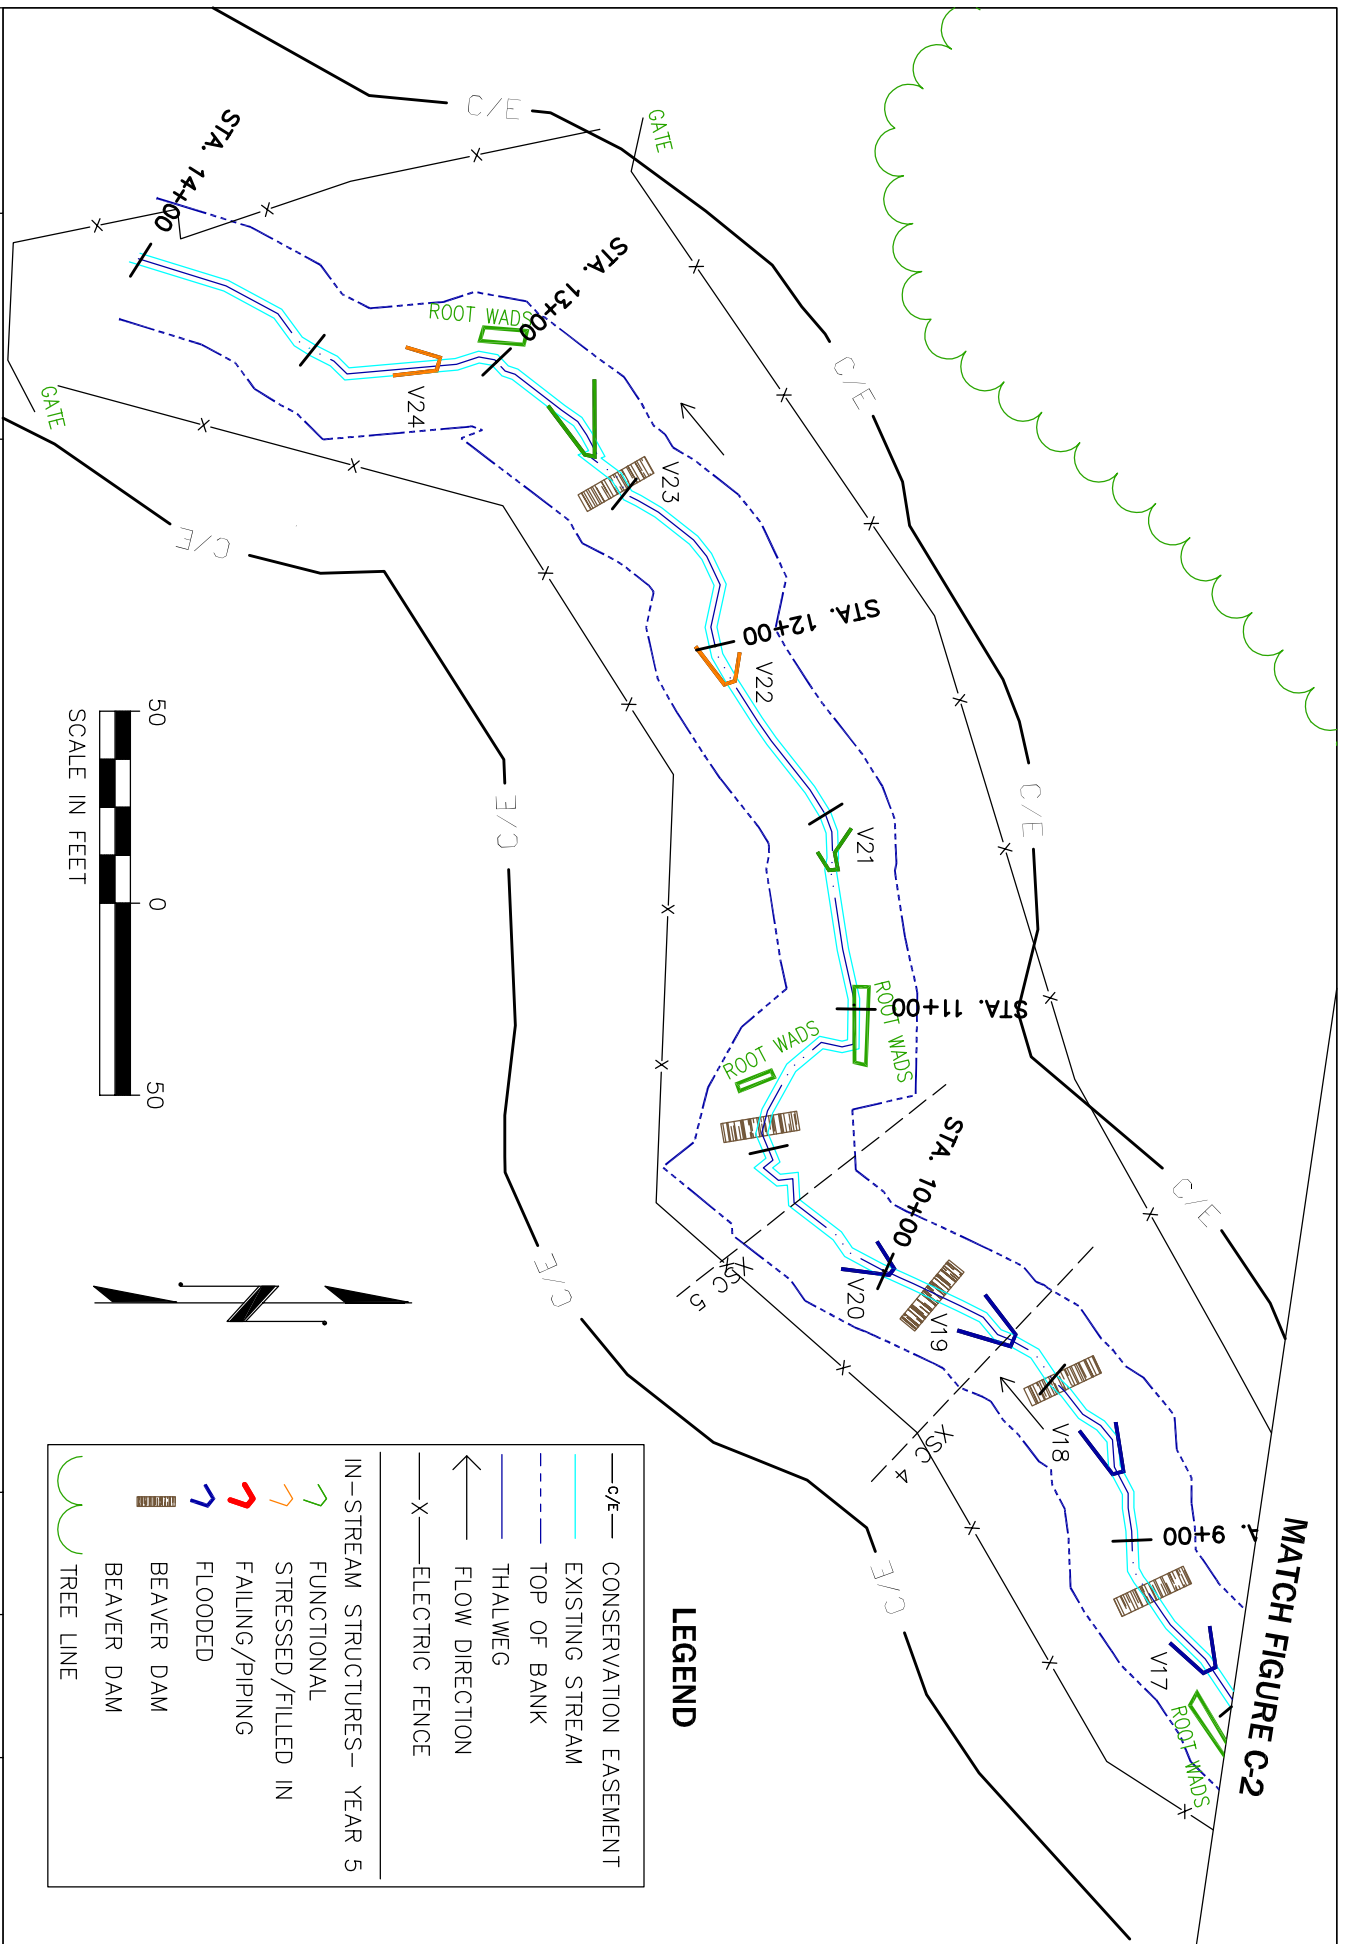 MATCH FIGURE C-2
C/E
C/E
C/E
C/E
C/E
C/E
C/E
C/E
GATE
GATE
STA. 14+00
STA. 13+00
STA. 12+00
STA. 11+00
STA. 10+00
A. 9+00
ROOT WADS
ROOT WADS
ROOT WADS
ROOT WADS
V24
V23
V22
V21
V20
V19
V18
V17
XSC 5
XSC 4
50
0
50
SCALE IN FEET
LEGEND
C/E CONSERVATION EASEMENT
EXISTING STREAM
TOP OF BANK
THALWEG
FLOW DIRECTION
X ELECTRIC FENCE
IN-STREAM STRUCTURES- YEAR 5
FUNCTIONAL
STRESSED/FILLED IN
FAILING/PIPING
FLOODED
BEAVER DAM
BEAVER DAM
TREE LINE